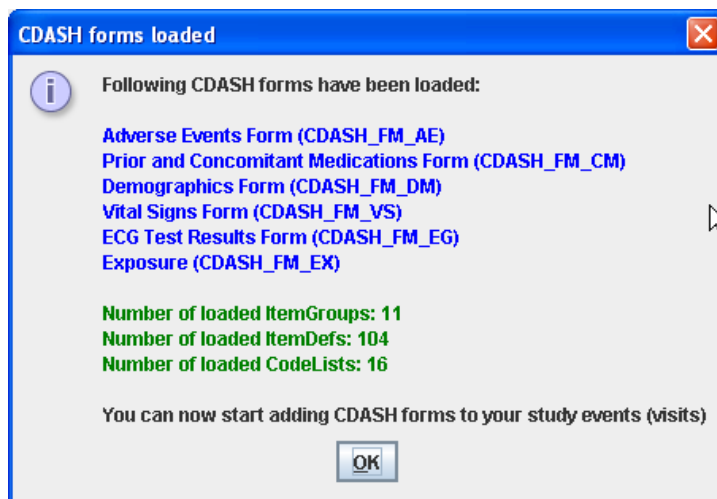 CDASH forms loaded
Following CDASH forms have been loaded:
Adverse Events Form (CDASH_FM_AE)
Prior and Concomitant Medications Form (CDASH_FM_CM)
Demographics Form (CDASH_FM_DM)
Vital Signs Form (CDASH_FM_VS)
ECG Test Results Form (CDASH_FM_EG)
Exposure (CDASH_FM_EX)
Number of loaded ItemGroups: 11
Number of loaded ItemDefs: 104
Number of loaded CodeLists: 16
You can now start adding CDASH forms to your study events (visits)
OK